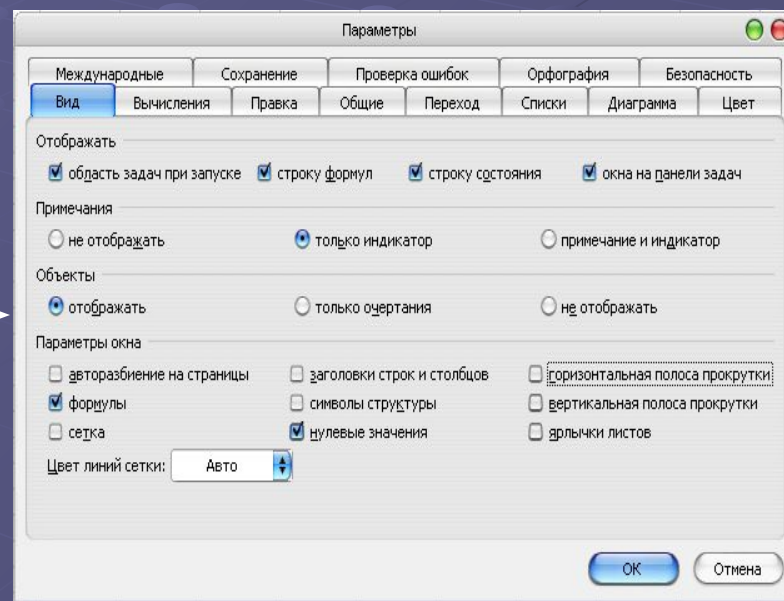 Параметры
Международные Сохранение Проверка ошибок Орфография Безопасность
Вид Вычисления Правка Общие Переход Списки Диаграмма Цвет
Отображать
область задач при запуске строку формул строку состояния окна на панели задач
Примечания
не отображать только индикатор примечание и индикатор
Объекты
отображать только очертания не отображать
Параметры окна
авторазбиение на страницы заголовки строк и столбцов горизонтальная полоса прокрутки
формулы символы структуры вертикальная полоса прокрутки
сетка нулевые значения ярлычки листов
Цвет линий сетки: Авто
ОК Отмена